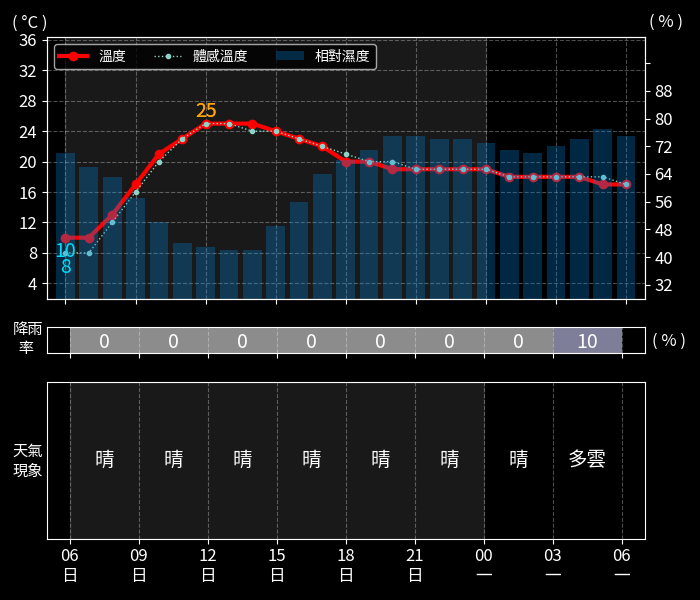 ( °C )
( % )
溫度 體感溫度 相對濕度
36
32
28
24
20
16
12
8
4
88
80
72
64
56
48
40
32
25
10
8
降雨率
0 0 0 0 0 0 0 10
( % )
天氣現象
晴 晴 晴 晴 晴 晴 晴 多雲
06 09 12 15 18 21 00 03 06
日 日 日 日 日 日 一 一 一